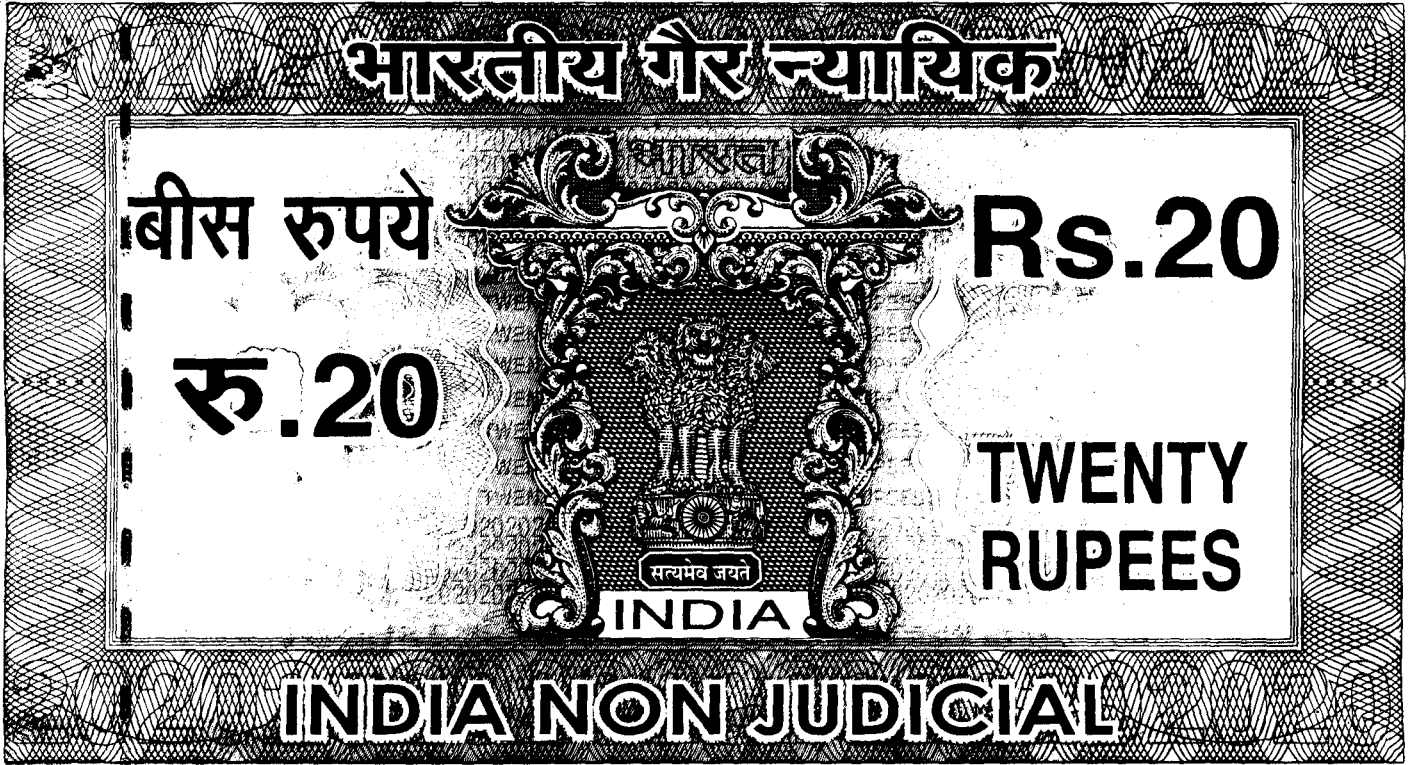 भारतीय गैर न्यायिक
भारत
बीस रुपये
Rs.20
रु.20
TWENTY
RUPEES
सत्यमेव जयते
INDIA
INDIA NON JUDICIAL